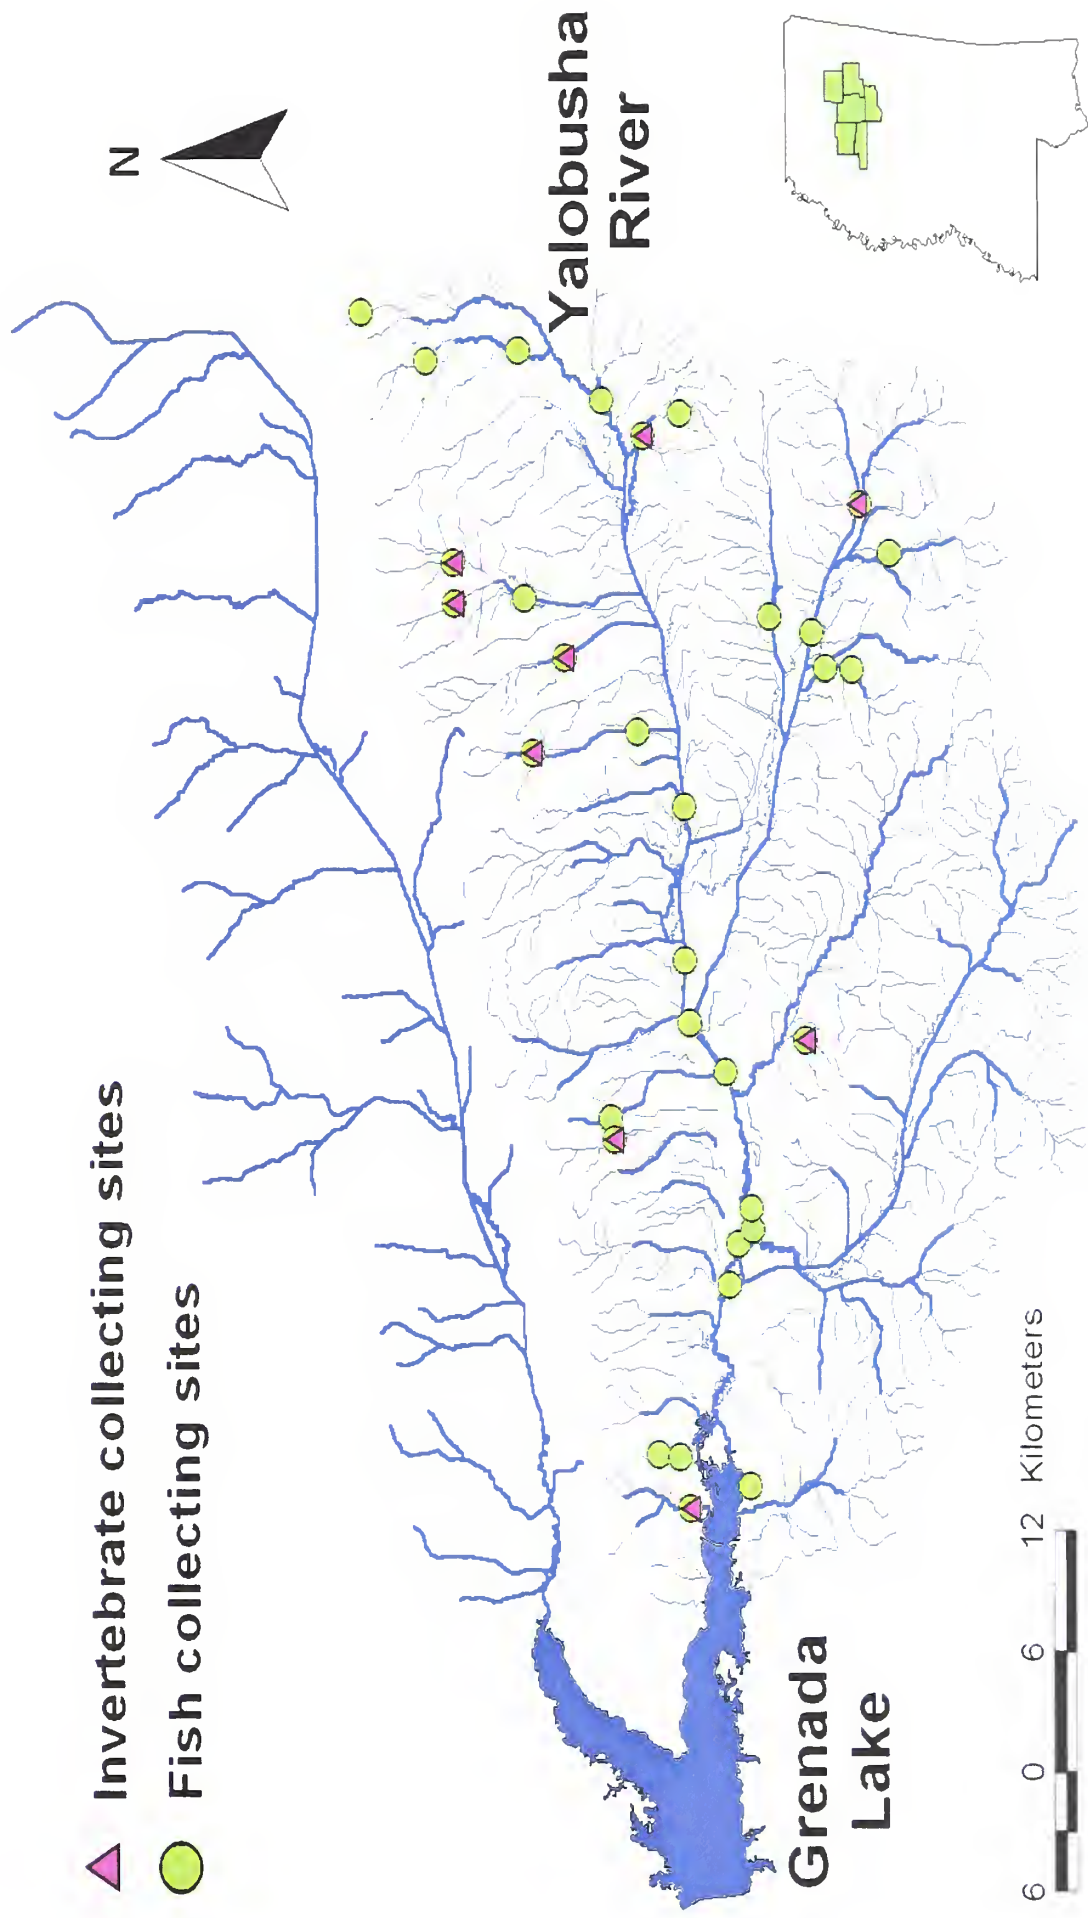 Invertebrate collecting sites
Fish collecting sites
N
Yalobusha
River
Grenada
Lake
6 0 6 12 Kilometers